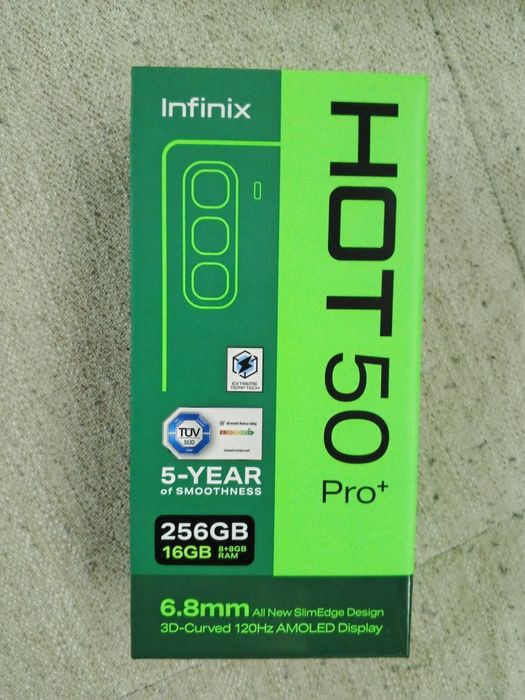 Infinix
HOT 50
Pro+
EXTREME
TEMP TECH
TÜV
SÜD
5-YEAR
of SMOOTHNESS
256GB
16GB 8+8GB
RAM
6.8mm All New SlimEdge Design
3D-Curved 120Hz AMOLED Display